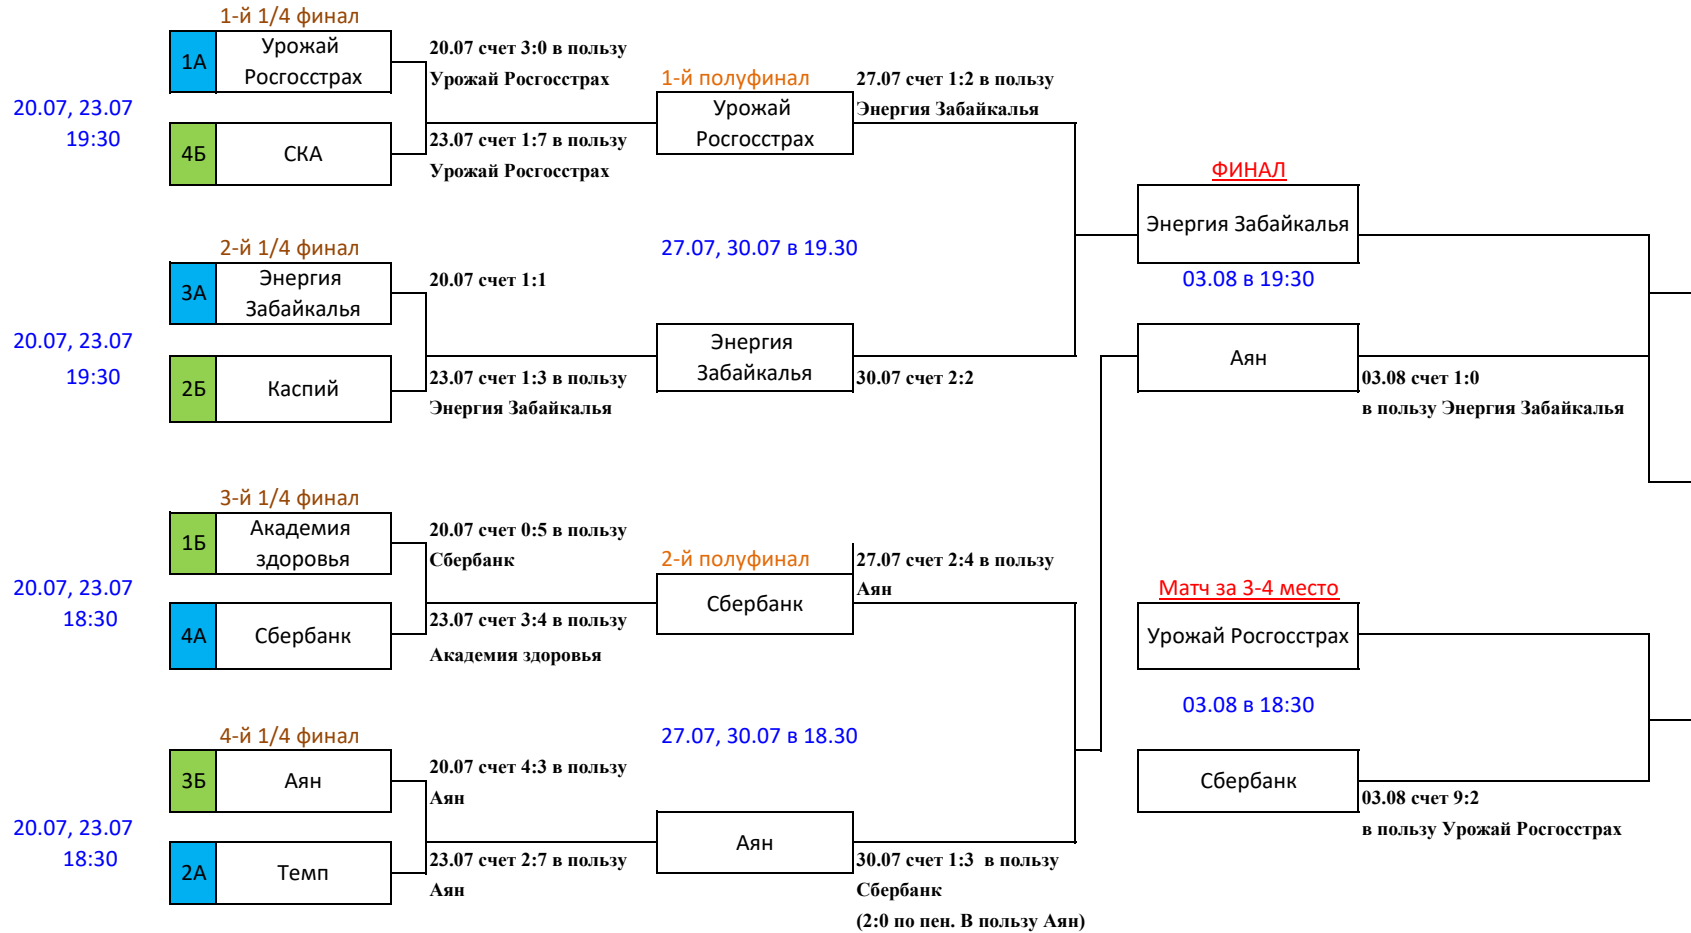 1-й 1/4 финал
1А
Урожай
Росгосстрах
20.07 счет 3:0 в пользу
Урожай Росгосстрах
20.07, 23.07
19:30
4Б
СКА
23.07 счет 1:7 в пользу
Урожай Росгосстрах
1-й полуфинал
Урожай
Росгосстрах
27.07 счет 1:2 в пользу
Энергия Забайкалья
ФИНАЛ
Энергия Забайкалья
03.08 в 19:30
2-й 1/4 финал
3А
Энергия
Забайкалья
20.07 счет 1:1
27.07, 30.07 в 19.30
20.07, 23.07
19:30
2Б
Каспий
23.07 счет 1:3 в пользу
Энергия Забайкалья
Энергия
Забайкалья
30.07 счет 2:2
Аян
03.08 счет 1:0
в пользу Энергия Забайкалья
3-й 1/4 финал
1Б
Академия
здоровья
20.07 счет 0:5 в пользу
Сбербанк
20.07, 23.07
18:30
4А
Сбербанк
23.07 счет 3:4 в пользу
Академия здоровья
2-й полуфинал
Сбербанк
27.07 счет 2:4 в пользу
Аян
Матч за 3-4 место
Урожай Росгосстрах
03.08 в 18:30
4-й 1/4 финал
3Б
Аян
20.07 счет 4:3 в пользу
Аян
27.07, 30.07 в 18.30
20.07, 23.07
18:30
2А
Темп
23.07 счет 2:7 в пользу
Аян
Аян
30.07 счет 1:3 в пользу
Сбербанк
(2:0 по пен. В пользу Аян)
Сбербанк
03.08 счет 9:2
в пользу Урожай Росгосстрах